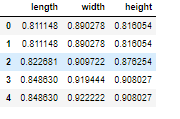 length width height
0 0.811148 0.890278 0.816054
1 0.811148 0.890278 0.816054
2 0.822681 0.909722 0.876254
3 0.848630 0.919444 0.908027
4 0.848630 0.922222 0.908027